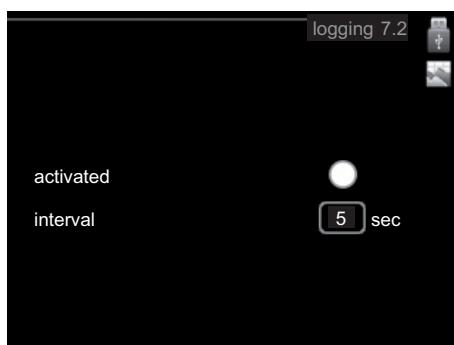 logging 7.2
activated
interval 5 sec